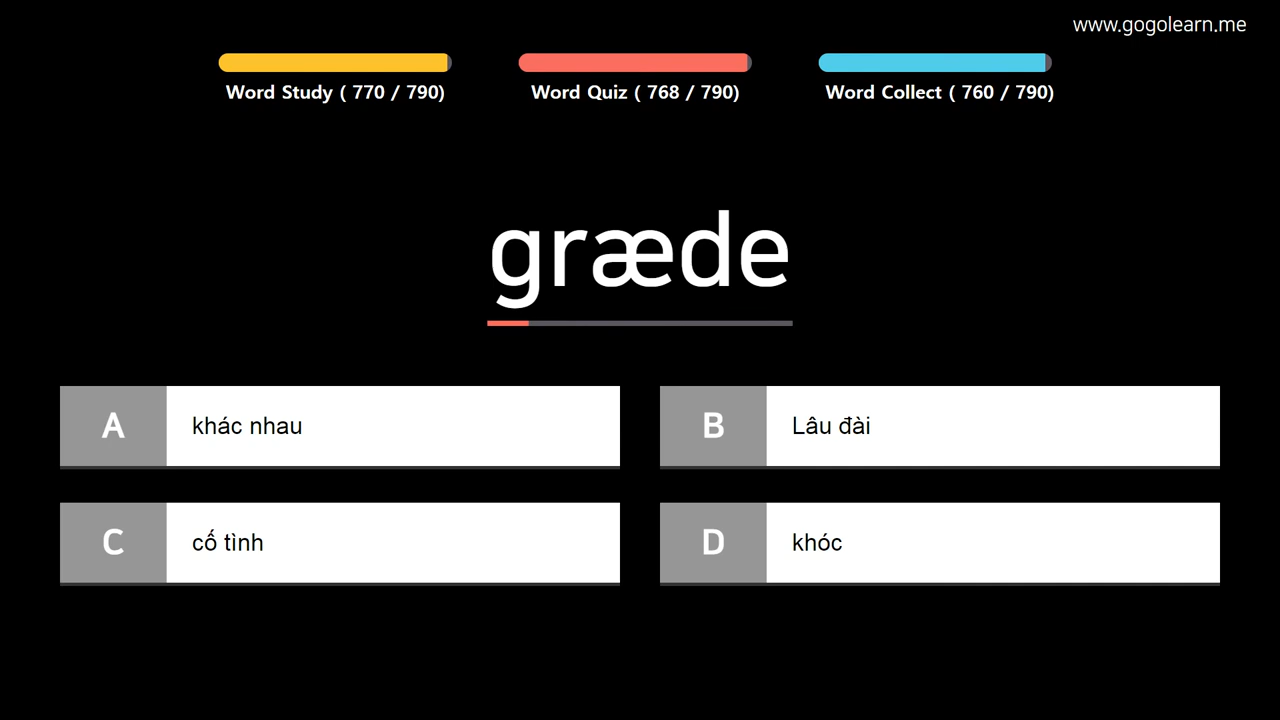 www.gogolearn.me
Word Study ( 770 / 790)
Word Quiz ( 768 / 790)
Word Collect ( 760 / 790)
græde
A khác nhau
B Lâu đài
C cố tình
D khóc